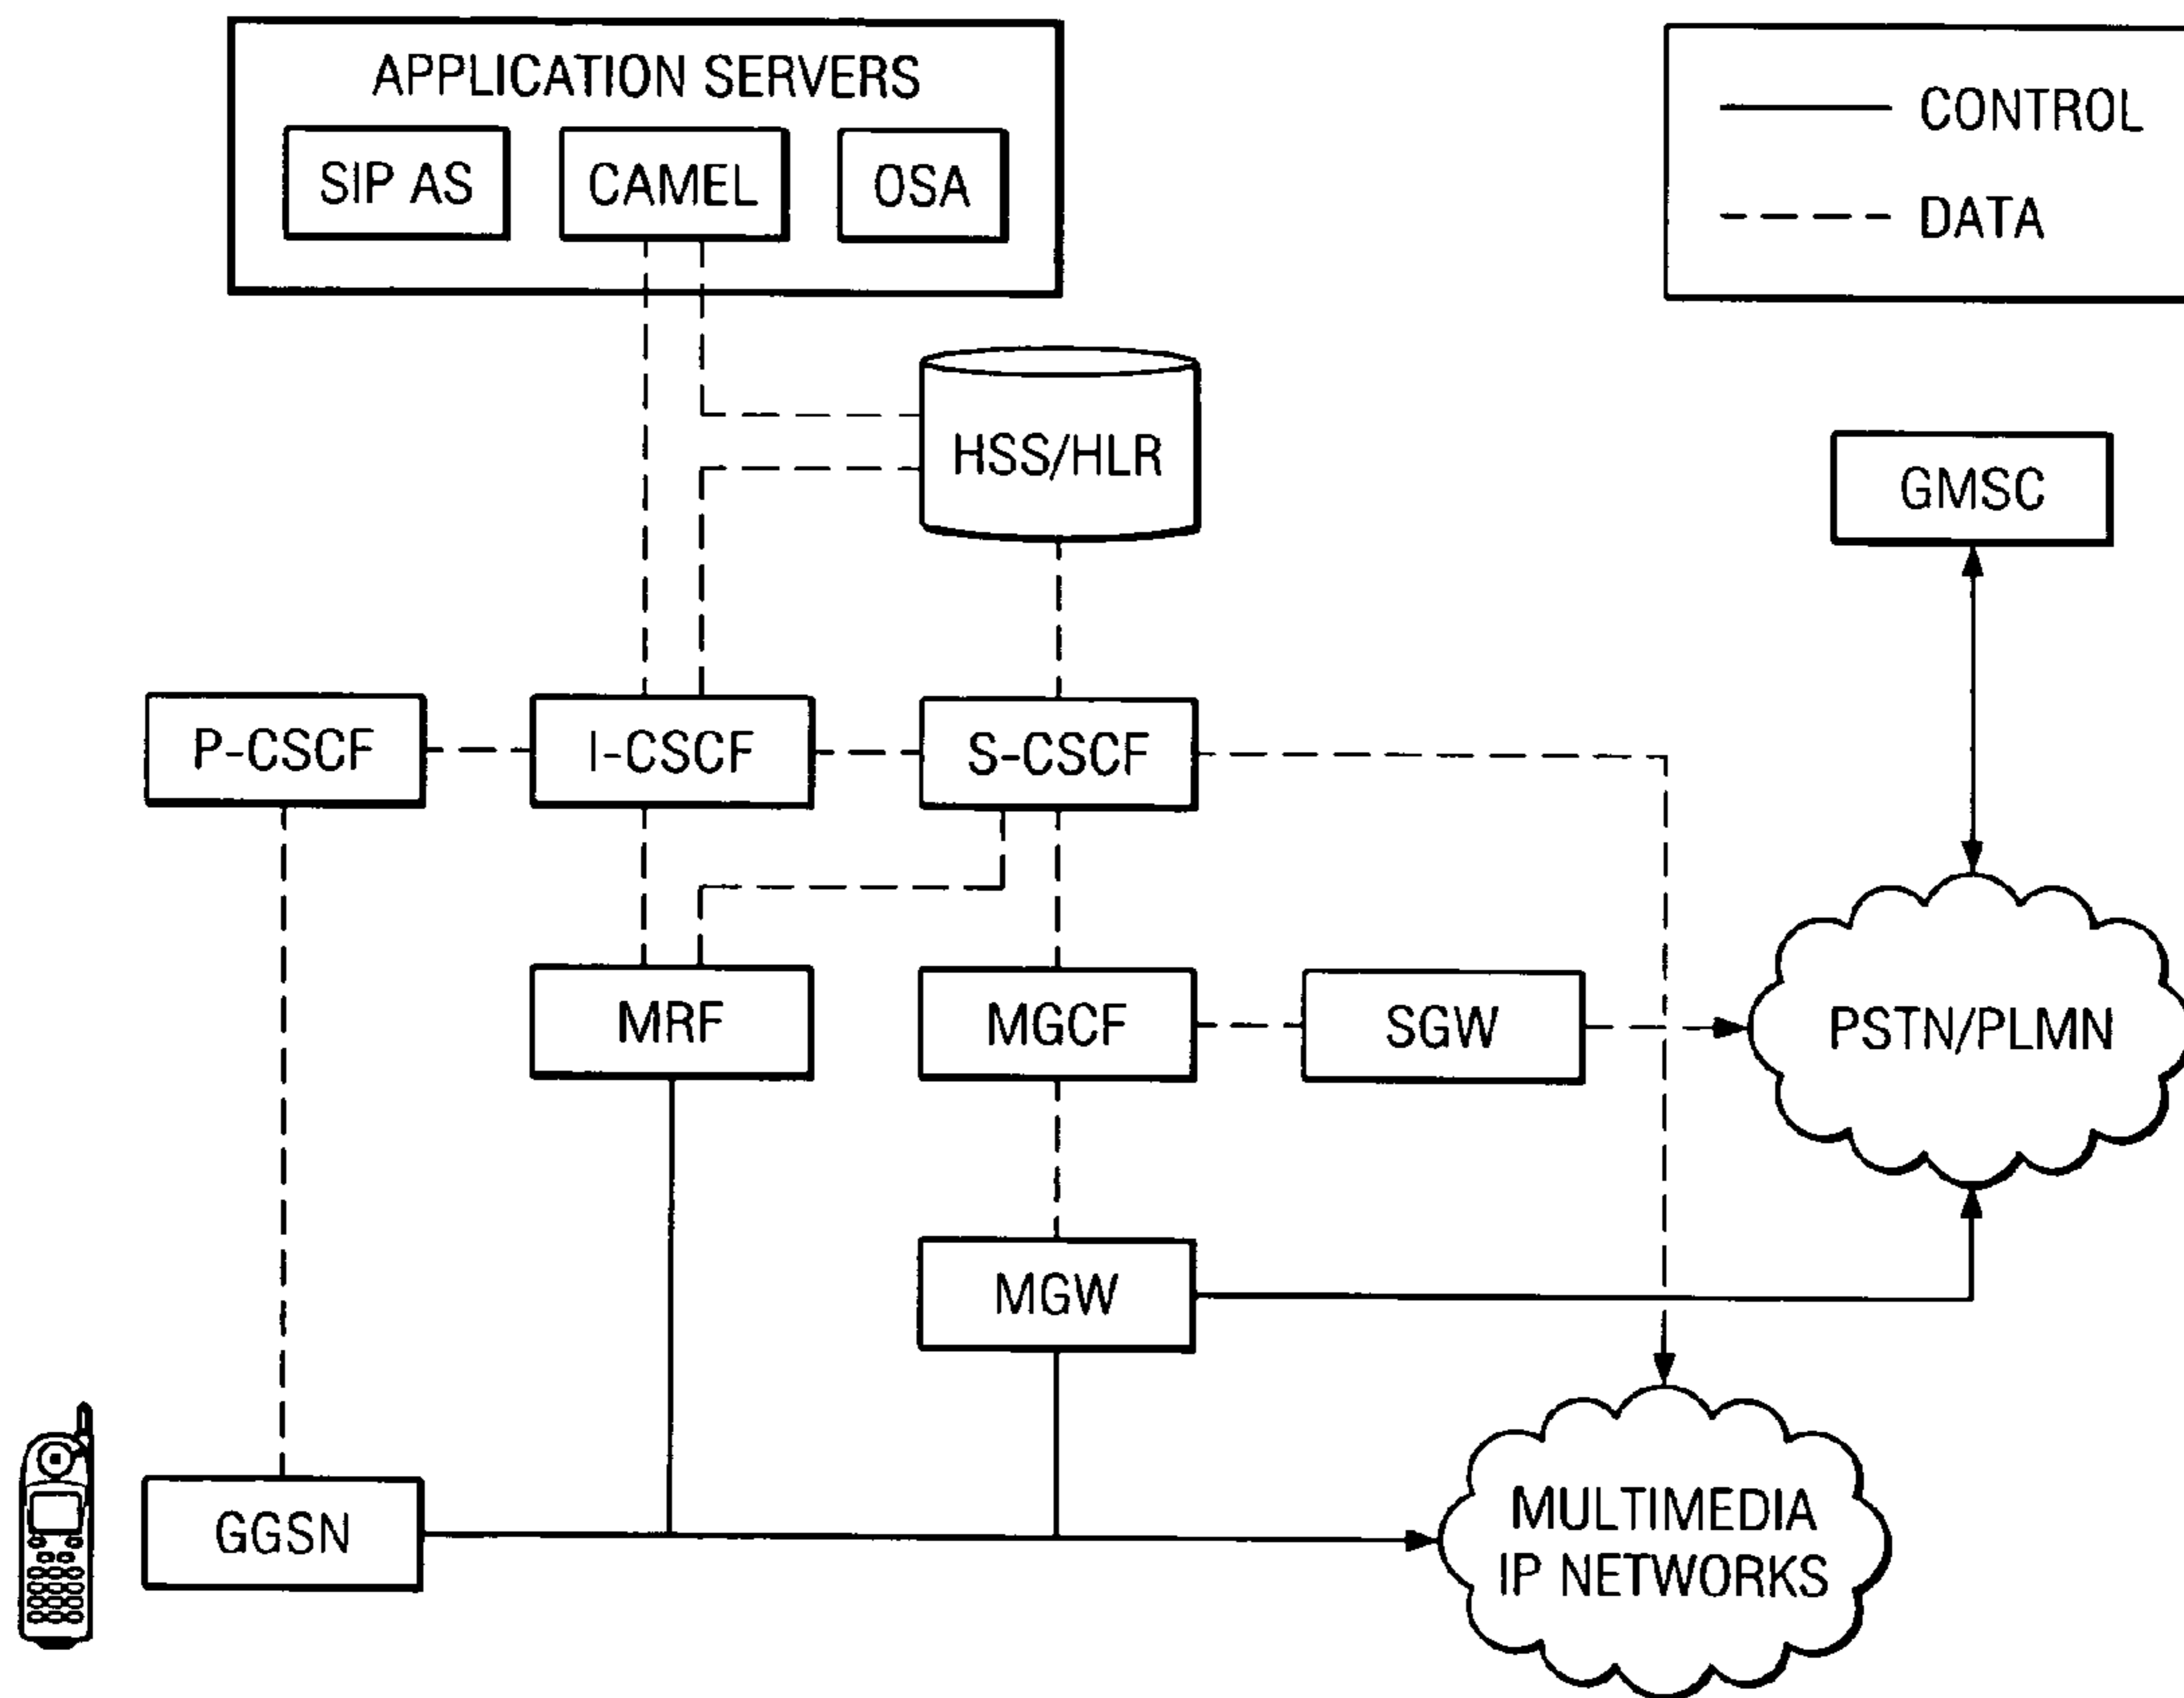 APPLICATION SERVERS
SIP AS
CAMEL
OSA
CONTROL
DATA
HSS/HLR
GMSC
P-CSCF
I-CSCF
S-CSCF
MRF
MGCF
SGW
PSTN/PLMN
MGW
GGSN
MULTIMEDIA
IP NETWORKS